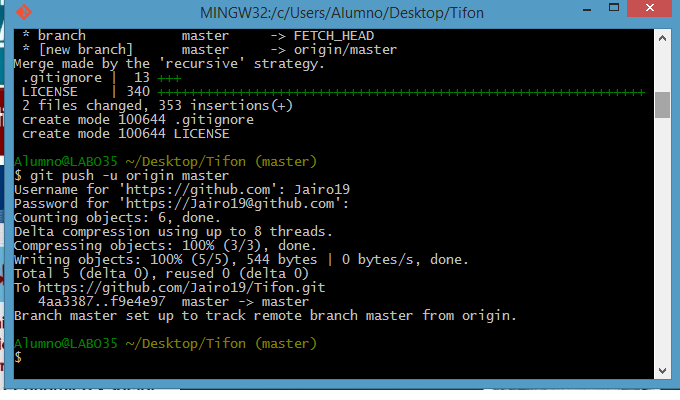 MINGW32:/c/Users/Alumno/Desktop/Tifon
* branch            master     -> FETCH_HEAD
* [new branch]      master     -> origin/master
Merge made by the 'recursive' strategy.
.gitignore |  13 +++
LICENSE    | 340 +++++++++++++++++++++++++++++++++++++++++++++++++++++++++++
2 files changed, 353 insertions(+)
create mode 100644 .gitignore
create mode 100644 LICENSE
Alumno@LABO35 ~/Desktop/Tifon (master)
$ git push -u origin master
Username for 'https://github.com': Jairo19
Password for 'https://Jairo19@github.com':
Counting objects: 6, done.
Delta compression using up to 8 threads.
Compressing objects: 100% (3/3), done.
Writing objects: 100% (5/5), 544 bytes | 0 bytes/s, done.
Total 5 (delta 0), reused 0 (delta 0)
To https://github.com/Jairo19/Tifon.git
4aa3387..f9e4e97  master -> master
Branch master set up to track remote branch master from origin.
Alumno@LABO35 ~/Desktop/Tifon (master)
$